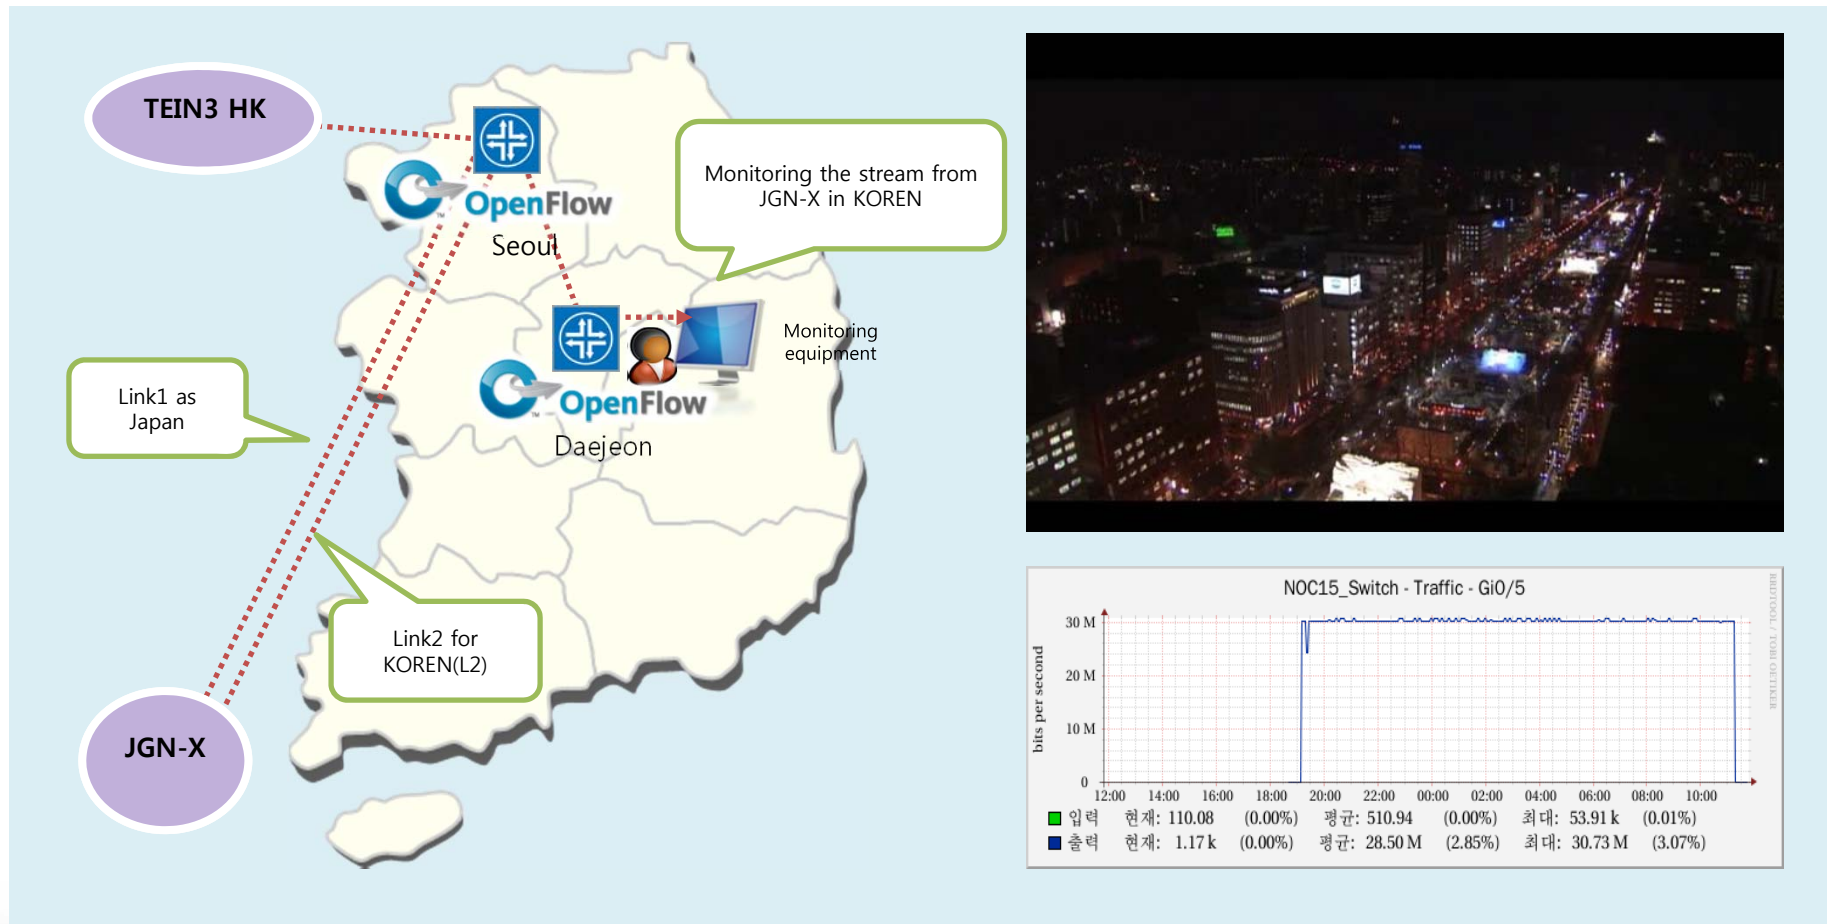 TEIN3 HK
OpenFlow
™
Seoul
Monitoring the stream from
JGN-X in KOREN
Monitoring
equipment
OpenFlow
™
Daejeon
Link1 as
Japan
Link2 for
KOREN(L2)
JGN-X
NOC15_Switch - Traffic - Gi0/5
RRDTOOL / TOBI OETIKER
bits per second
30 M
20 M
10 M
0
12:00 14:00 16:00 18:00 20:00 22:00 00:00 02:00 04:00 06:00 08:00 10:00
입력 현재: 110.08 (0.00%) 평균: 510.94 (0.00%) 최대: 53.91 k (0.01%)
출력 현재: 1.17 k (0.00%) 평균: 28.50 M (2.85%) 최대: 30.73 M (3.07%)